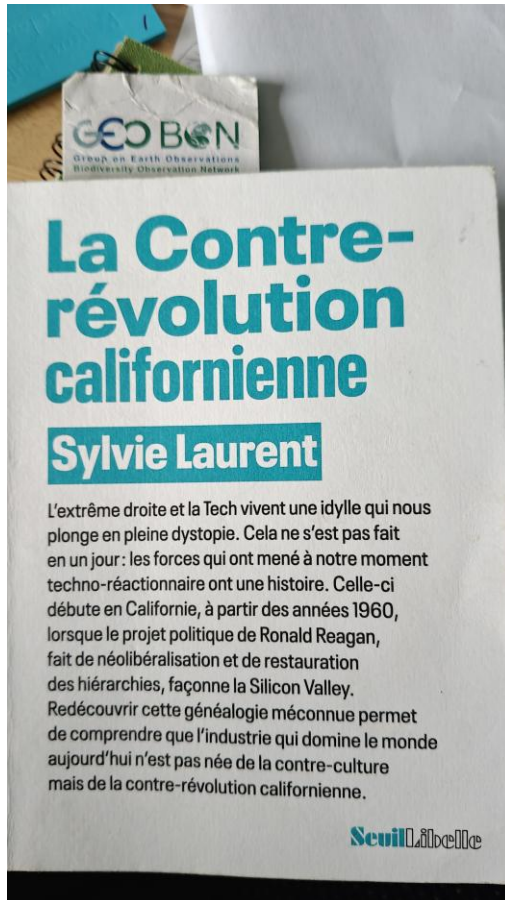 GEO BON
Group on Earth Observations
Biodiversity Observation Network
La Contre-
révolution
californienne
Sylvie Laurent
L'extrême droite et la Tech vivent une idylle qui nous
plonge en pleine dystopie. Cela ne s'est pas fait
en un jour : les forces qui ont mené à notre moment
techno-réactionnaire ont une histoire. Celle-ci
débute en Californie, à partir des années 1960,
lorsque le projet politique de Ronald Reagan,
fait de néolibéralisation et de restauration
des hiérarchies, façonne la Silicon Valley.
Redécouvrir cette généalogie méconnue permet
de comprendre que l'industrie qui domine le monde
aujourd'hui n'est pas née de la contre-culture
mais de la contre-révolution californienne.
Seuil Libelle